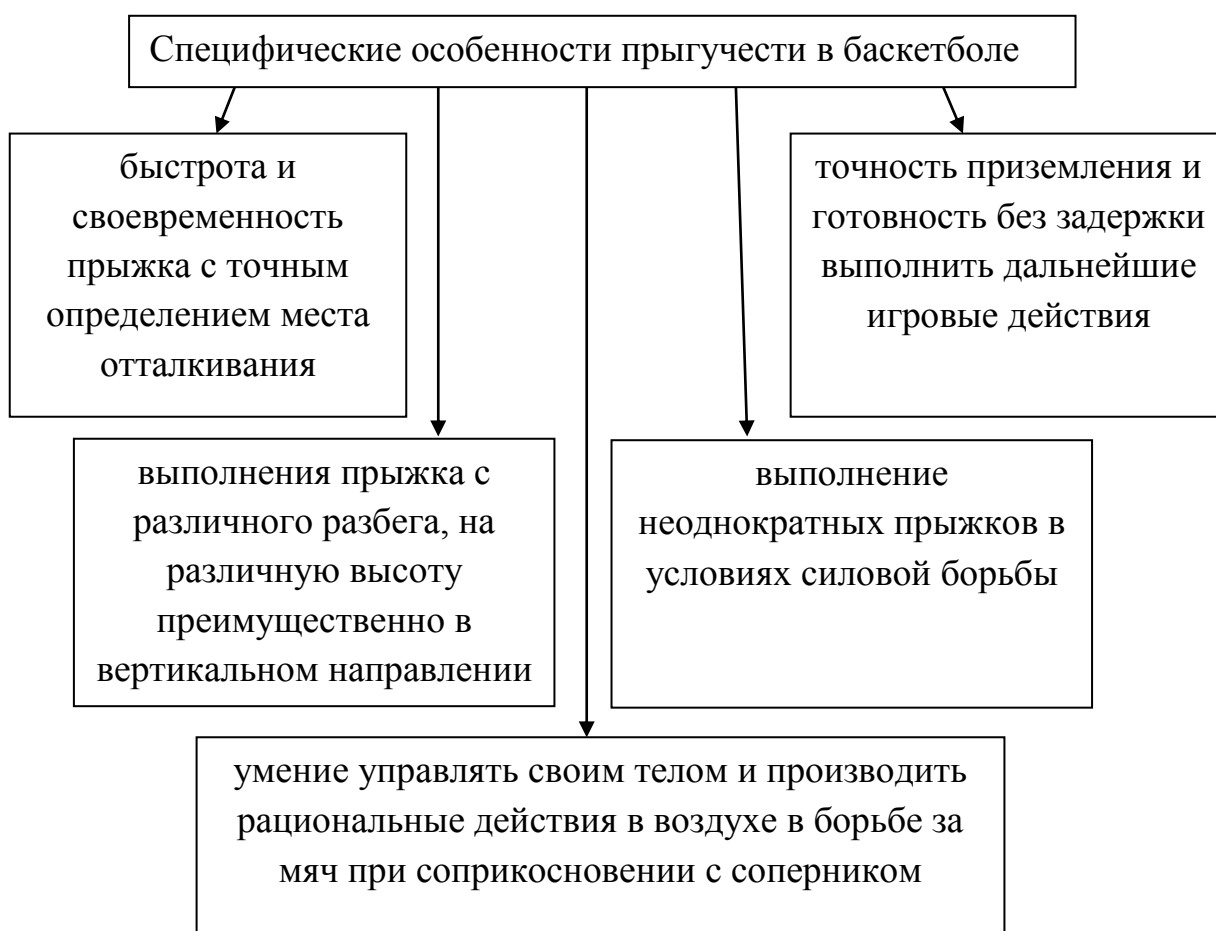 Специфические особенности прыгучести в баскетболе
быстрота и
своевременность
прыжка с точным
определением места
отталкивания
точность приземления и
готовность без задержки
выполнить дальнейшие
игровые действия
выполнения прыжка с
различного разбега, на
различную высоту
преимущественно в
вертикальном направлении
выполнение
неоднократных прыжков в
условиях силовой борьбы
умение управлять своим телом и производить
рациональные действия в воздухе в борьбе за
мяч при соприкосновении с соперником